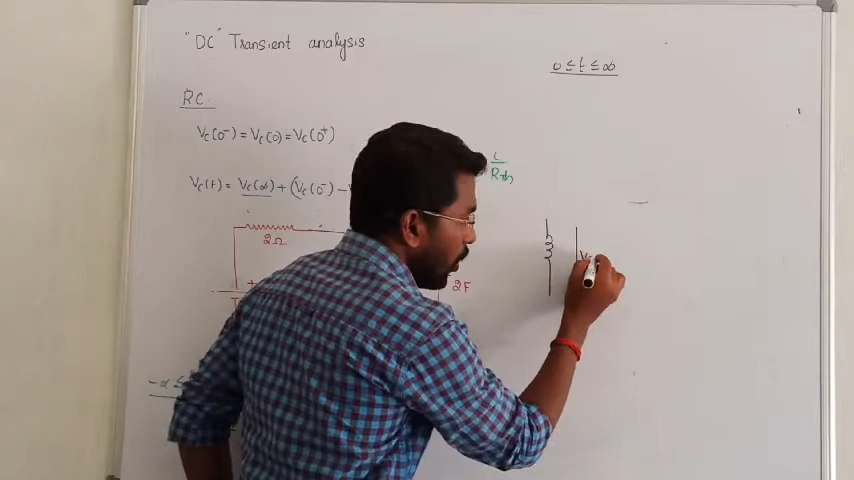 "DC" Transient analysis
0 ≤ t ≤ ∞
RC
Vc(0⁻) = Vc(0) = Vc(0⁺)
L
Rth
Vc(t) = Vc(∞) + (Vc(0⁻) −
2Ω
2F
+